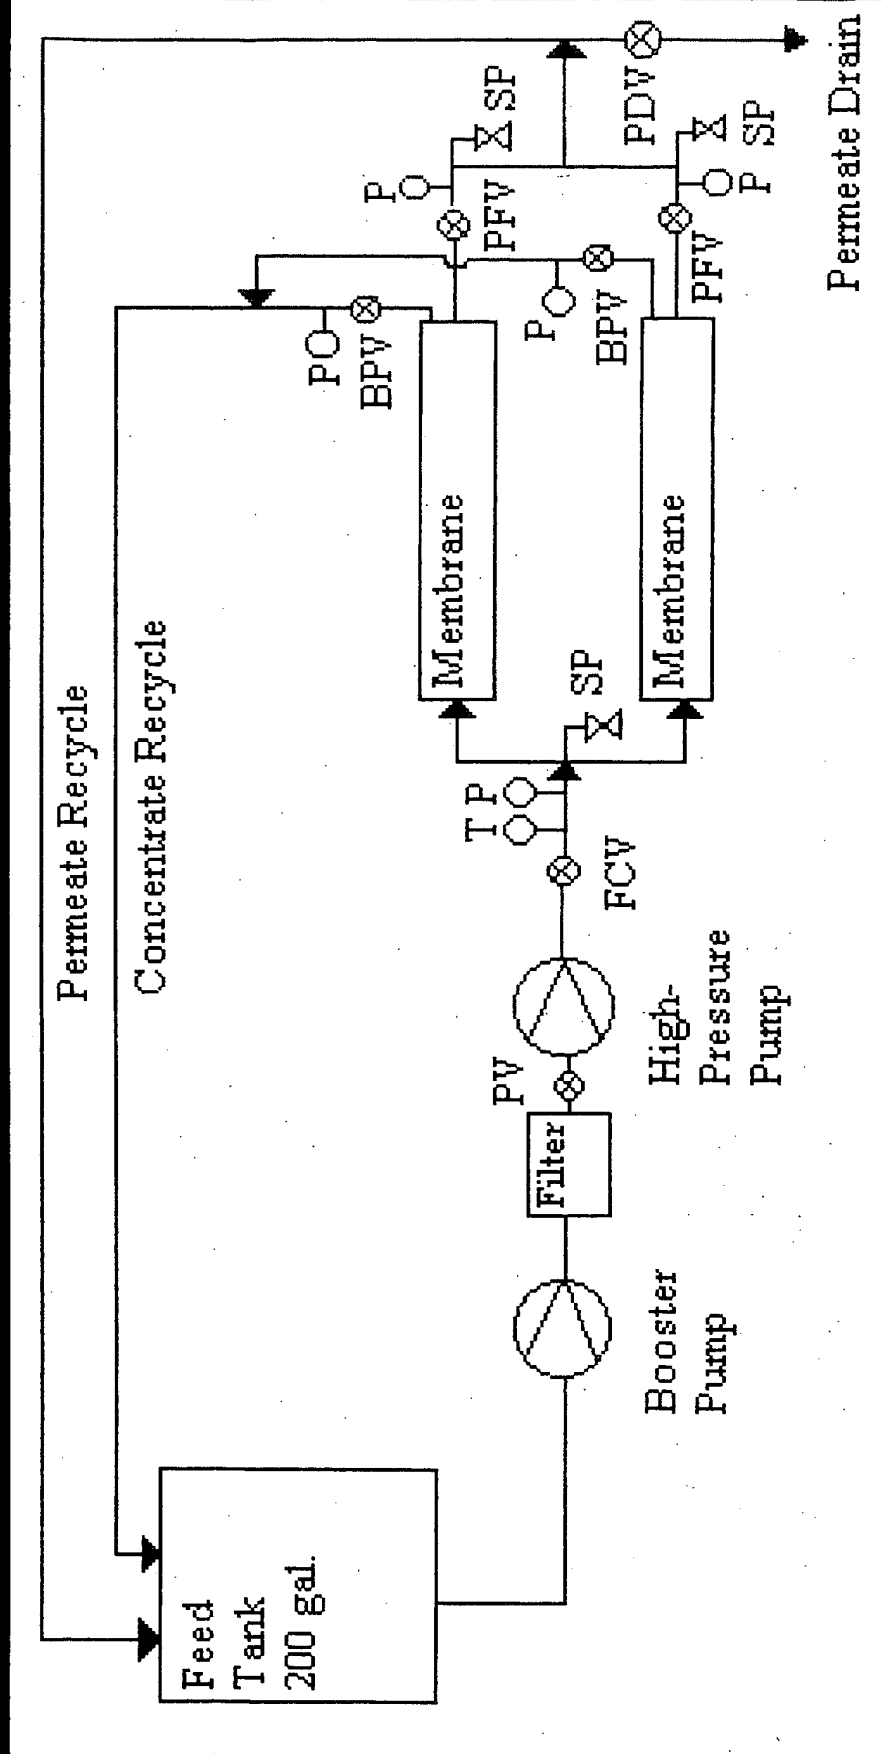 Permeate Recycle
Concentrate Recycle
Feed
Tank
200 gal.
Booster
Pump
Filter
PV
High-
Pressure
Pump
FCV
T
P
SP
Membrane
Membrane
P
BPV
P
BPV
P
PFV
SP
PFV
P
SP
PDV
Permeate Drain